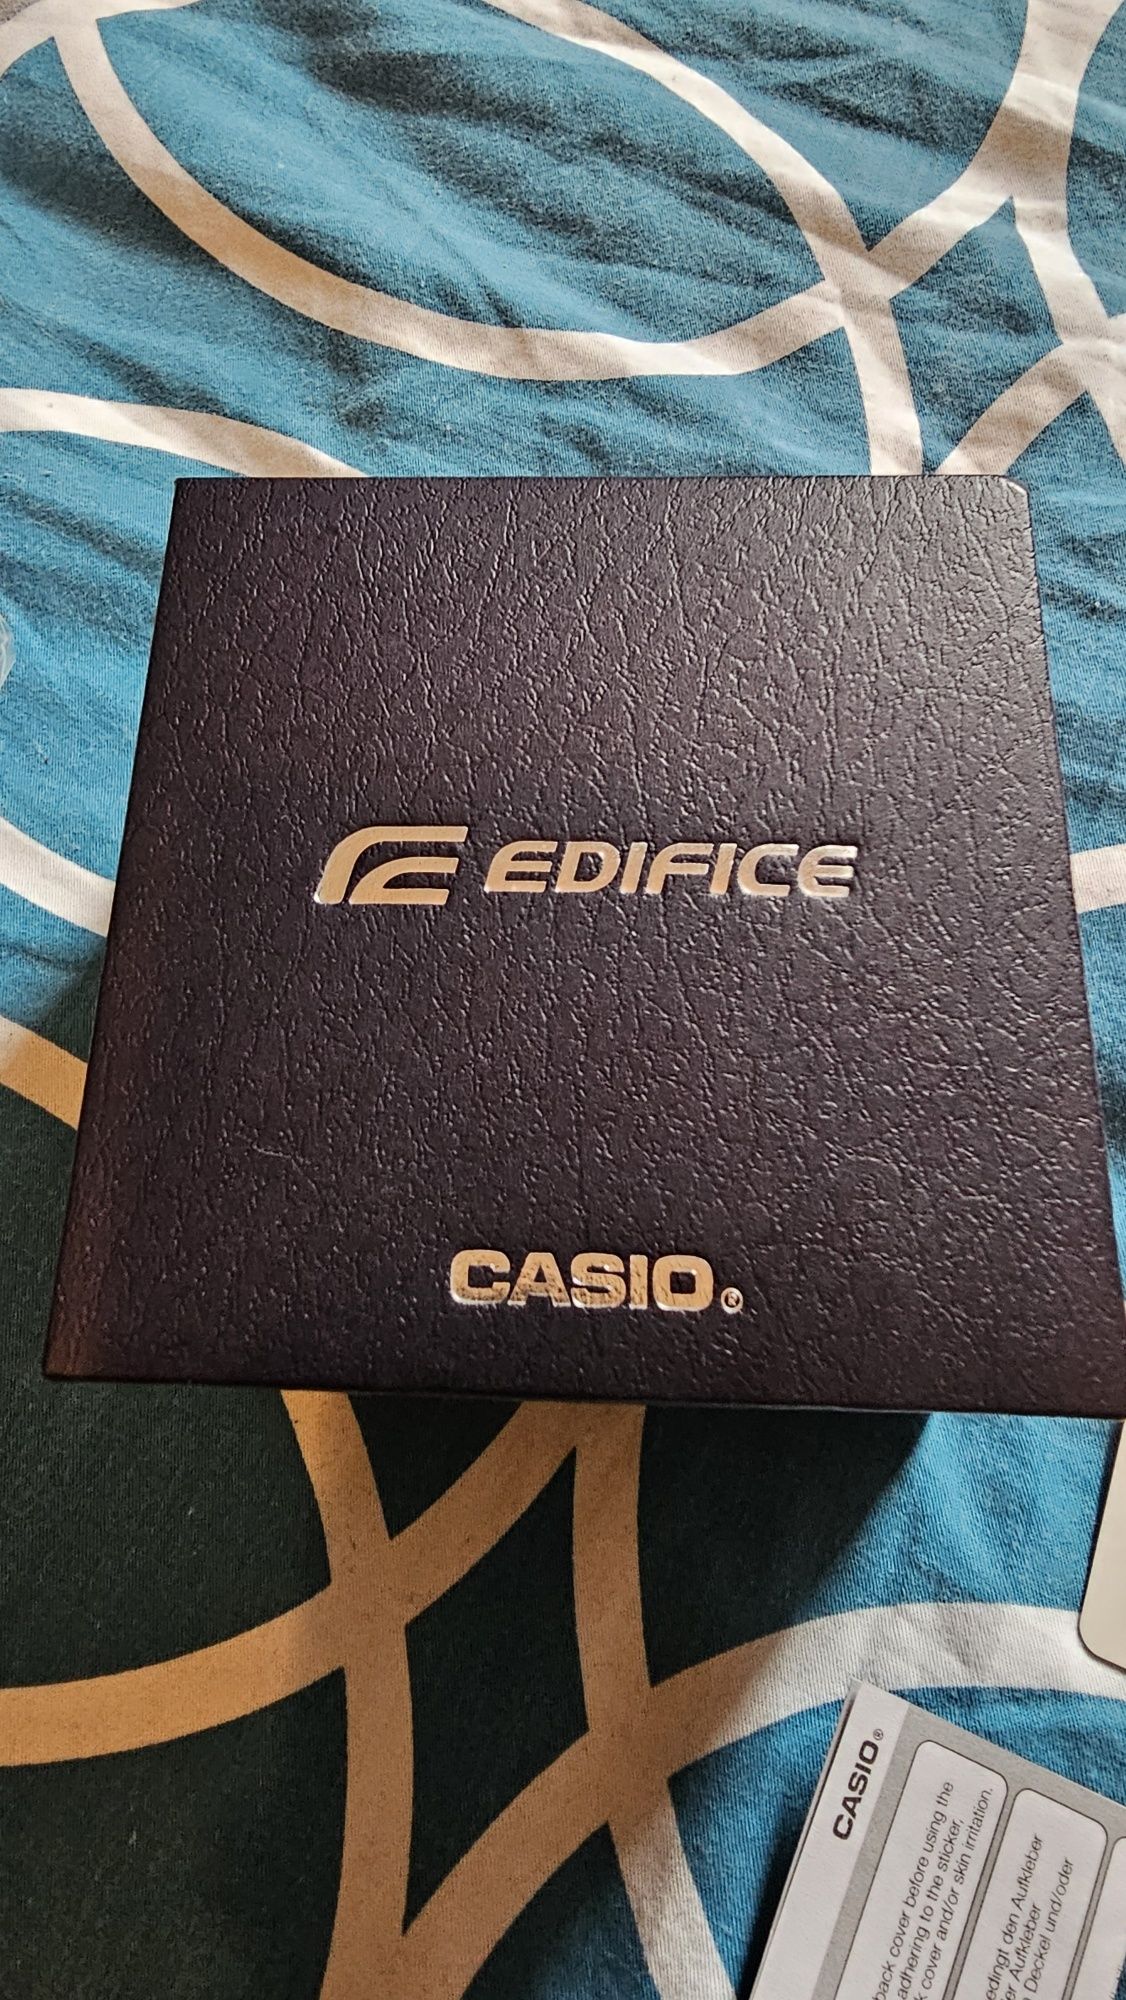 EDIFICE
CASIO®
CASIO®
back cover before using the
adhering to the sticker.
cover and/or skin irritation.
den Aufkleber
Aufkleber
Deckel und/oder